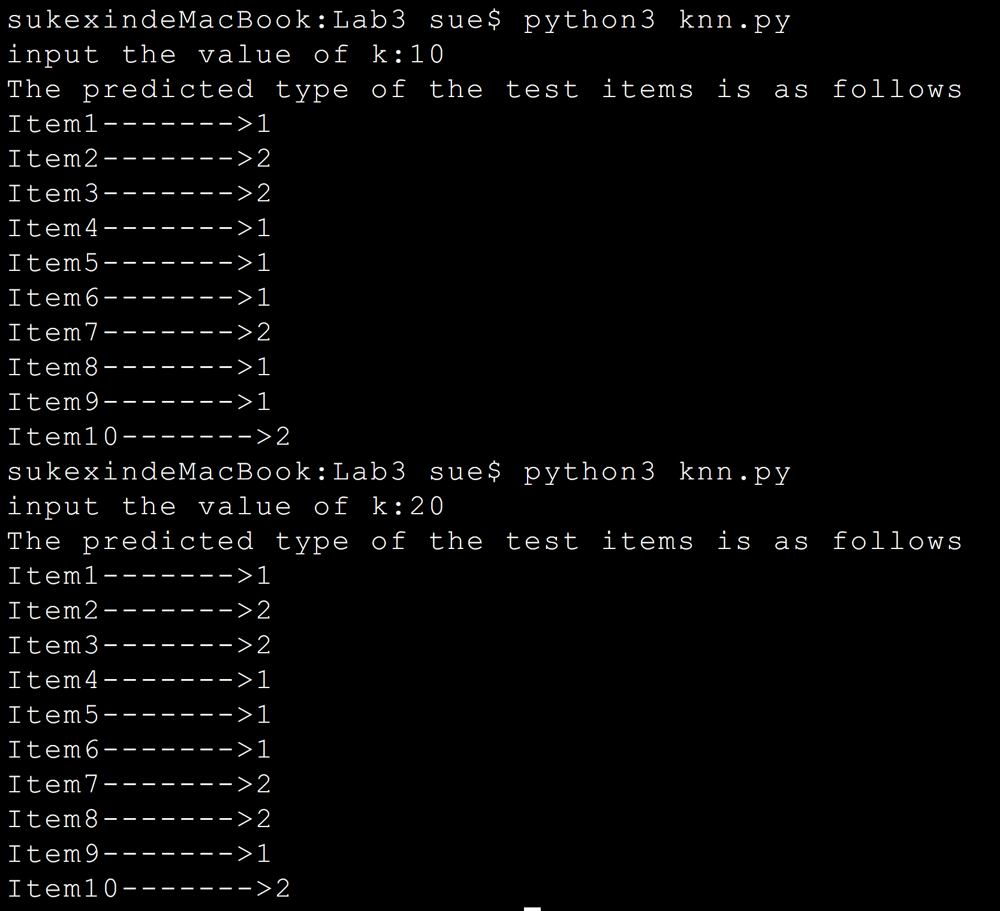 sukexindeMacBook:Lab3 sue$ python3 knn.py
input the value of k:10
The predicted type of the test items is as follows
Item1------->1
Item2------->2
Item3------->2
Item4------->1
Item5------->1
Item6------->1
Item7------->2
Item8------->1
Item9------->1
Item10------->2
sukexindeMacBook:Lab3 sue$ python3 knn.py
input the value of k:20
The predicted type of the test items is as follows
Item1------->1
Item2------->2
Item3------->2
Item4------->1
Item5------->1
Item6------->1
Item7------->2
Item8------->2
Item9------->1
Item10------->2